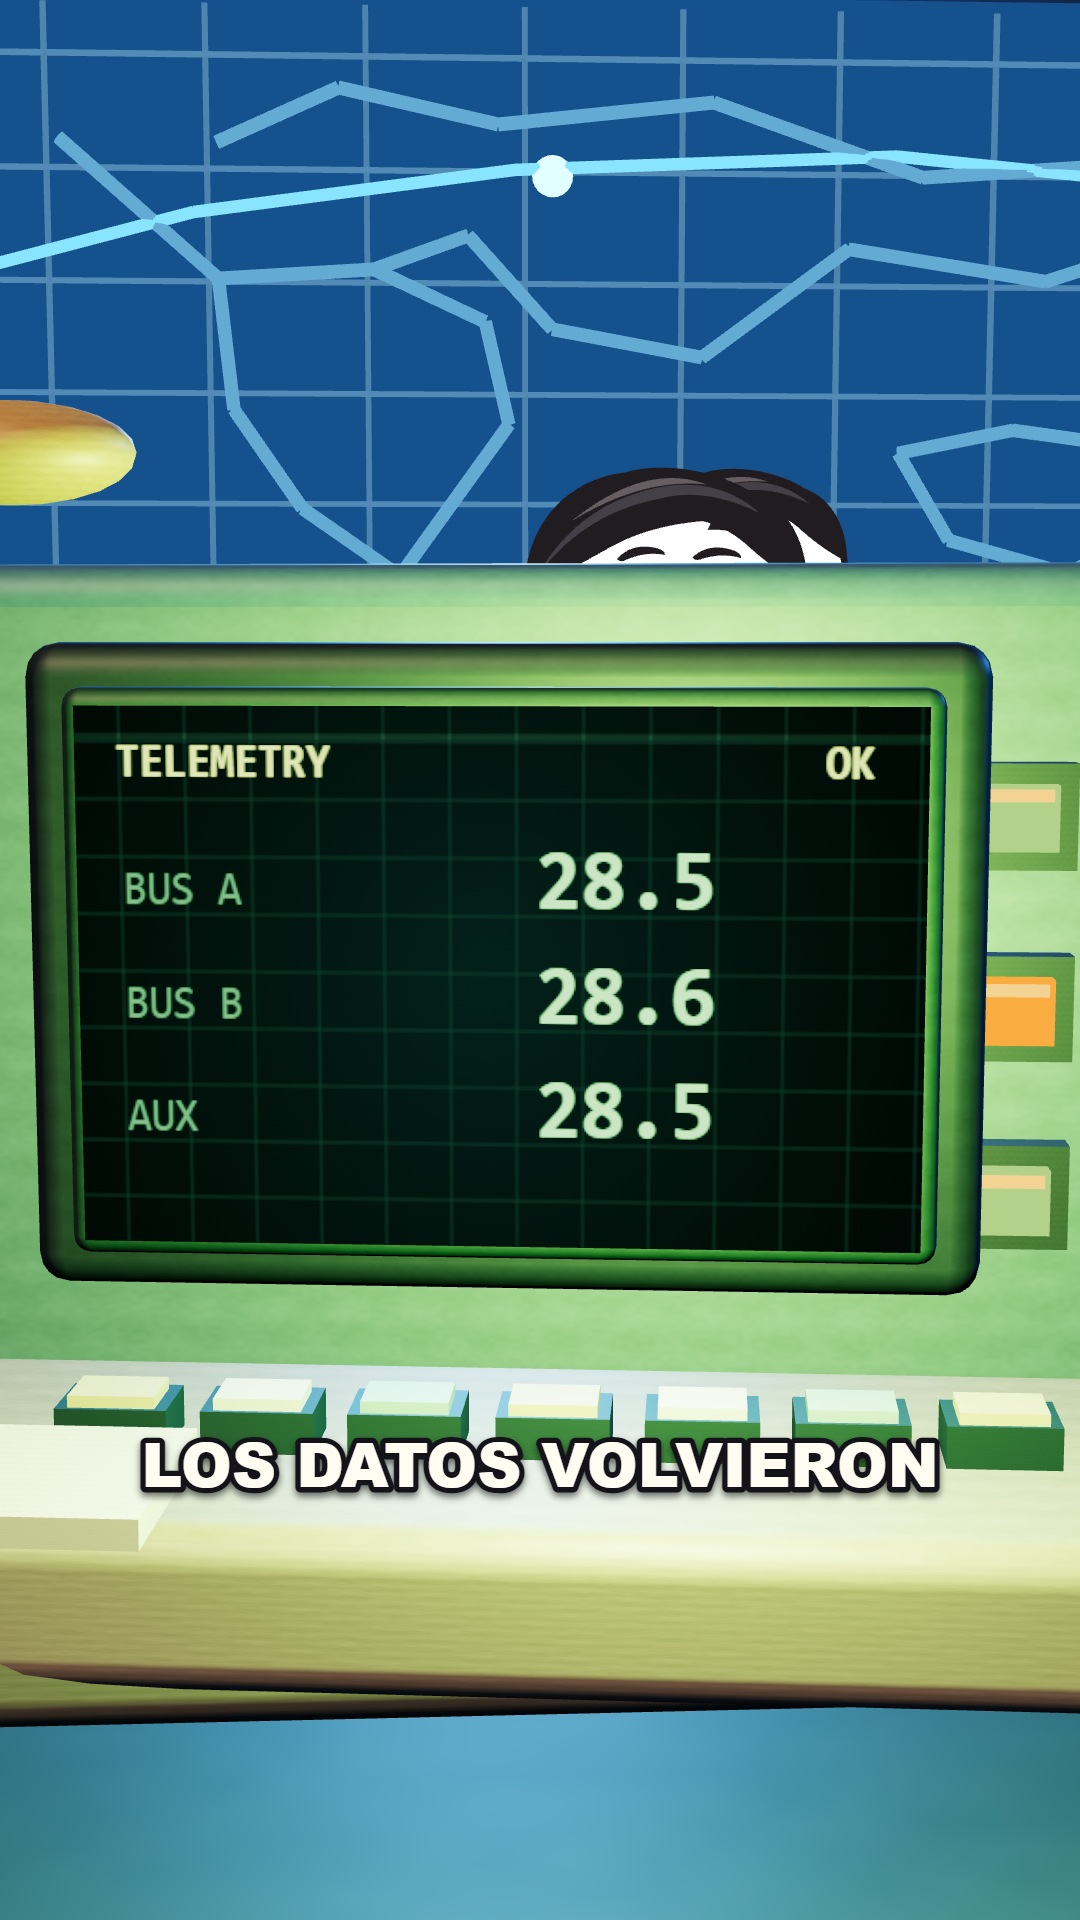 TELEMETRY OK
BUS A 28.5
BUS B 28.6
AUX 28.5
LOS DATOS VOLVIERON